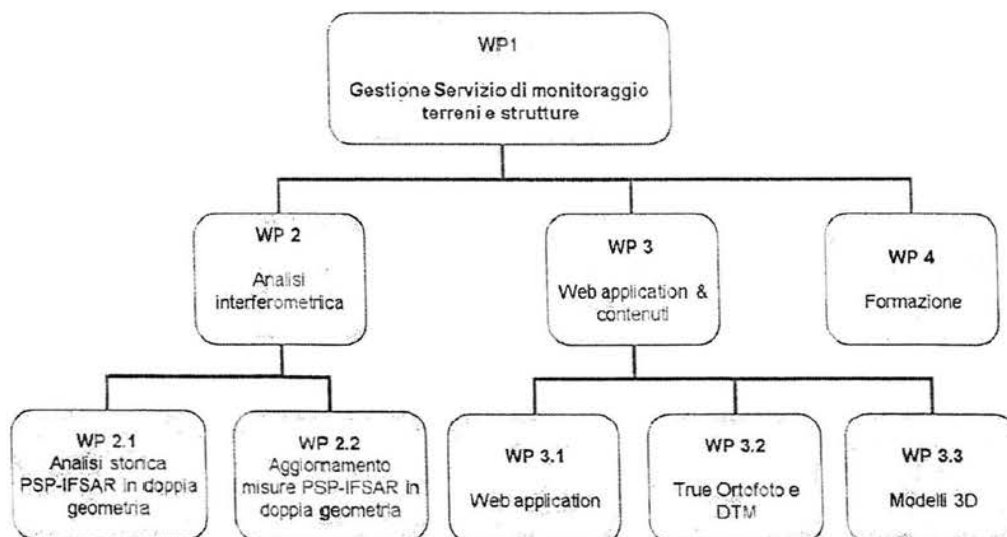 WP1
Gestione Servizio di monitoraggio
terreni e strutture
WP 2
Analisi
interferometrica
WP 3
Web application &
contenuti
WP 4
Formazione
WP 2.1
Analisi storica
PSP-IFSAR in doppia
geometria
WP 2.2
Aggiornamento
misure PSP-IFSAR in
doppia geometria
WP 3.1
Web application
WP 3.2
True Ortofoto e
DTM
WP 3.3
Modelli 3D